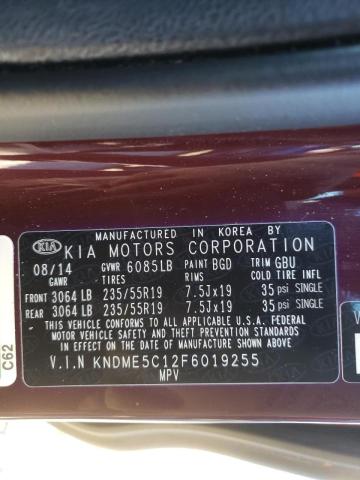 MANUFACTURED IN KOREA BY
KIA KIA MOTORS CORPORATION
08/14 GVWR 6085LB PAINT BGD TRIM GBU
GAWR TIRES RIMS COLD TIRE INFL
FRONT 3064 LB 235/55R19 7.5Jx19 35 psi SINGLE
REAR 3064 LB 235/55R19 7.5Jx19 35 psi SINGLE
THIS VEHICLE CONFORMS TO ALL APPLICABLE U.S.A. FEDERAL
MOTOR VEHICLE SAFETY, BUMPER, AND THEFT PREVENTION
STANDARDS IN EFFECT ON THE DATE OF MANUFACTURE SHOWN ABOVE.
V.I.N KNDME5C12F6019255
MPV
C62